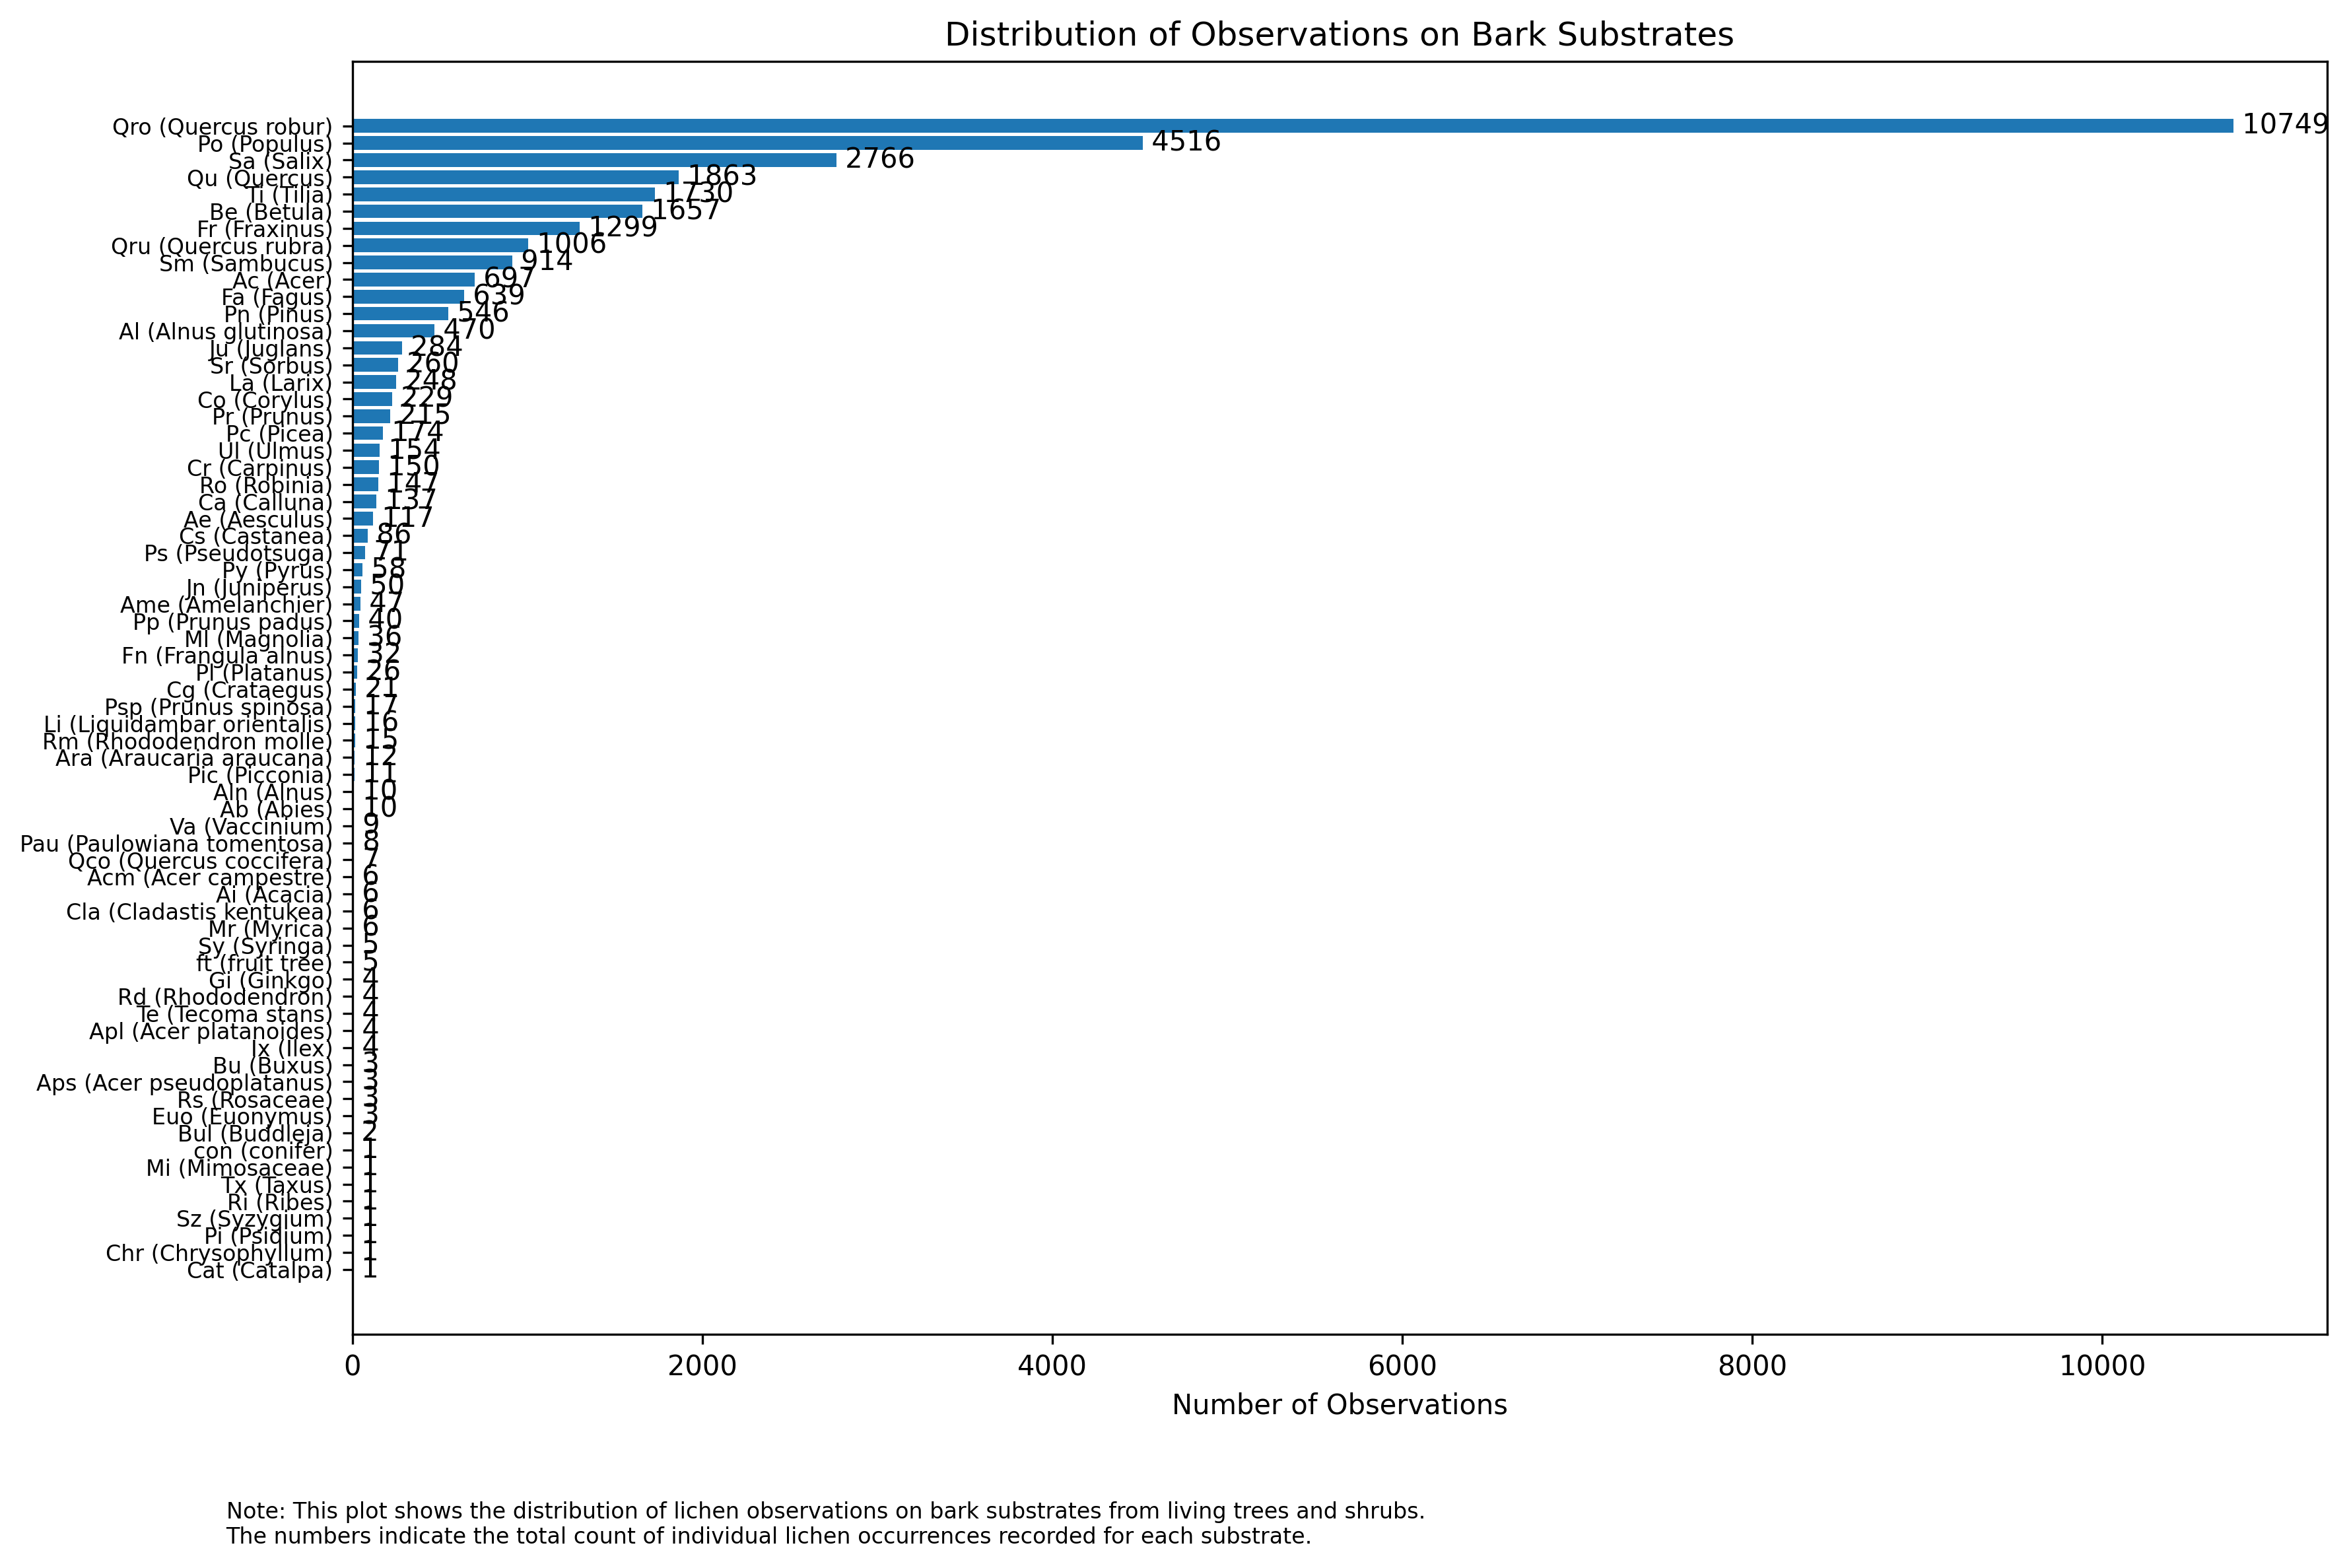 Distribution of Observations on Bark Substrates
Qro (Quercus robur) 10749
Po (Populus) 4516
Sa (Salix) 2766
Qu (Quercus) 1863
Ti (Tilia) 1730
Be (Betula) 1657
Fr (Fraxinus) 1299
Qru (Quercus rubra) 1006
Sm (Sambucus) 914
Ac (Acer) 697
Fa (Fagus) 639
Pn (Pinus) 546
Al (Alnus glutinosa) 470
Ju (Juglans) 284
Sr (Sorbus) 260
La (Larix) 248
Co (Corylus) 229
Pr (Prunus) 215
Pc (Picea) 174
Ul (Ulmus) 154
Cr (Carpinus) 150
Ro (Robinia) 147
Ca (Calluna) 137
Ae (Aesculus) 117
Cs (Castanea) 86
Ps (Pseudotsuga) 71
Py (Pyrus) 58
Jn (Juniperus) 50
Ame (Amelanchier) 47
Pp (Prunus padus) 40
Ml (Magnolia) 36
Fn (Frangula alnus) 32
Pl (Platanus) 26
Cg (Crataegus) 21
Psp (Prunus spinosa) 17
Li (Liquidambar orientalis) 16
Rm (Rhododendron molle) 15
Ara (Araucaria araucana) 12
Pic (Picconia) 11
Aln (Alnus) 10
Ab (Abies) 10
Va (Vaccinium) 9
Pau (Paulowiana tomentosa) 8
Qco (Quercus coccifera) 7
Acm (Acer campestre) 6
Ai (Acacia) 6
Cla (Cladastis kentukea) 6
Mr (Myrica) 6
Sy (Syringa) 5
ft (fruit tree) 5
Gi (Ginkgo) 4
Rd (Rhododendron) 4
Te (Tecoma stans) 4
Apl (Acer platanoides) 4
Ix (Ilex) 4
Bu (Buxus) 3
Aps (Acer pseudoplatanus) 3
Rs (Rosaceae) 3
Euo (Euonymus) 3
Bul (Buddleja) 2
con (conifer) 1
Mi (Mimosaceae) 1
Tx (Taxus) 1
Ri (Ribes) 1
Sz (Syzygium) 1
Pi (Psidium) 1
Chr (Chrysophyllum) 1
Cat (Catalpa) 1
0 2000 4000 6000 8000 10000
Number of Observations
Note: This plot shows the distribution of lichen observations on bark substrates from living trees and shrubs.
The numbers indicate the total count of individual lichen occurrences recorded for each substrate.